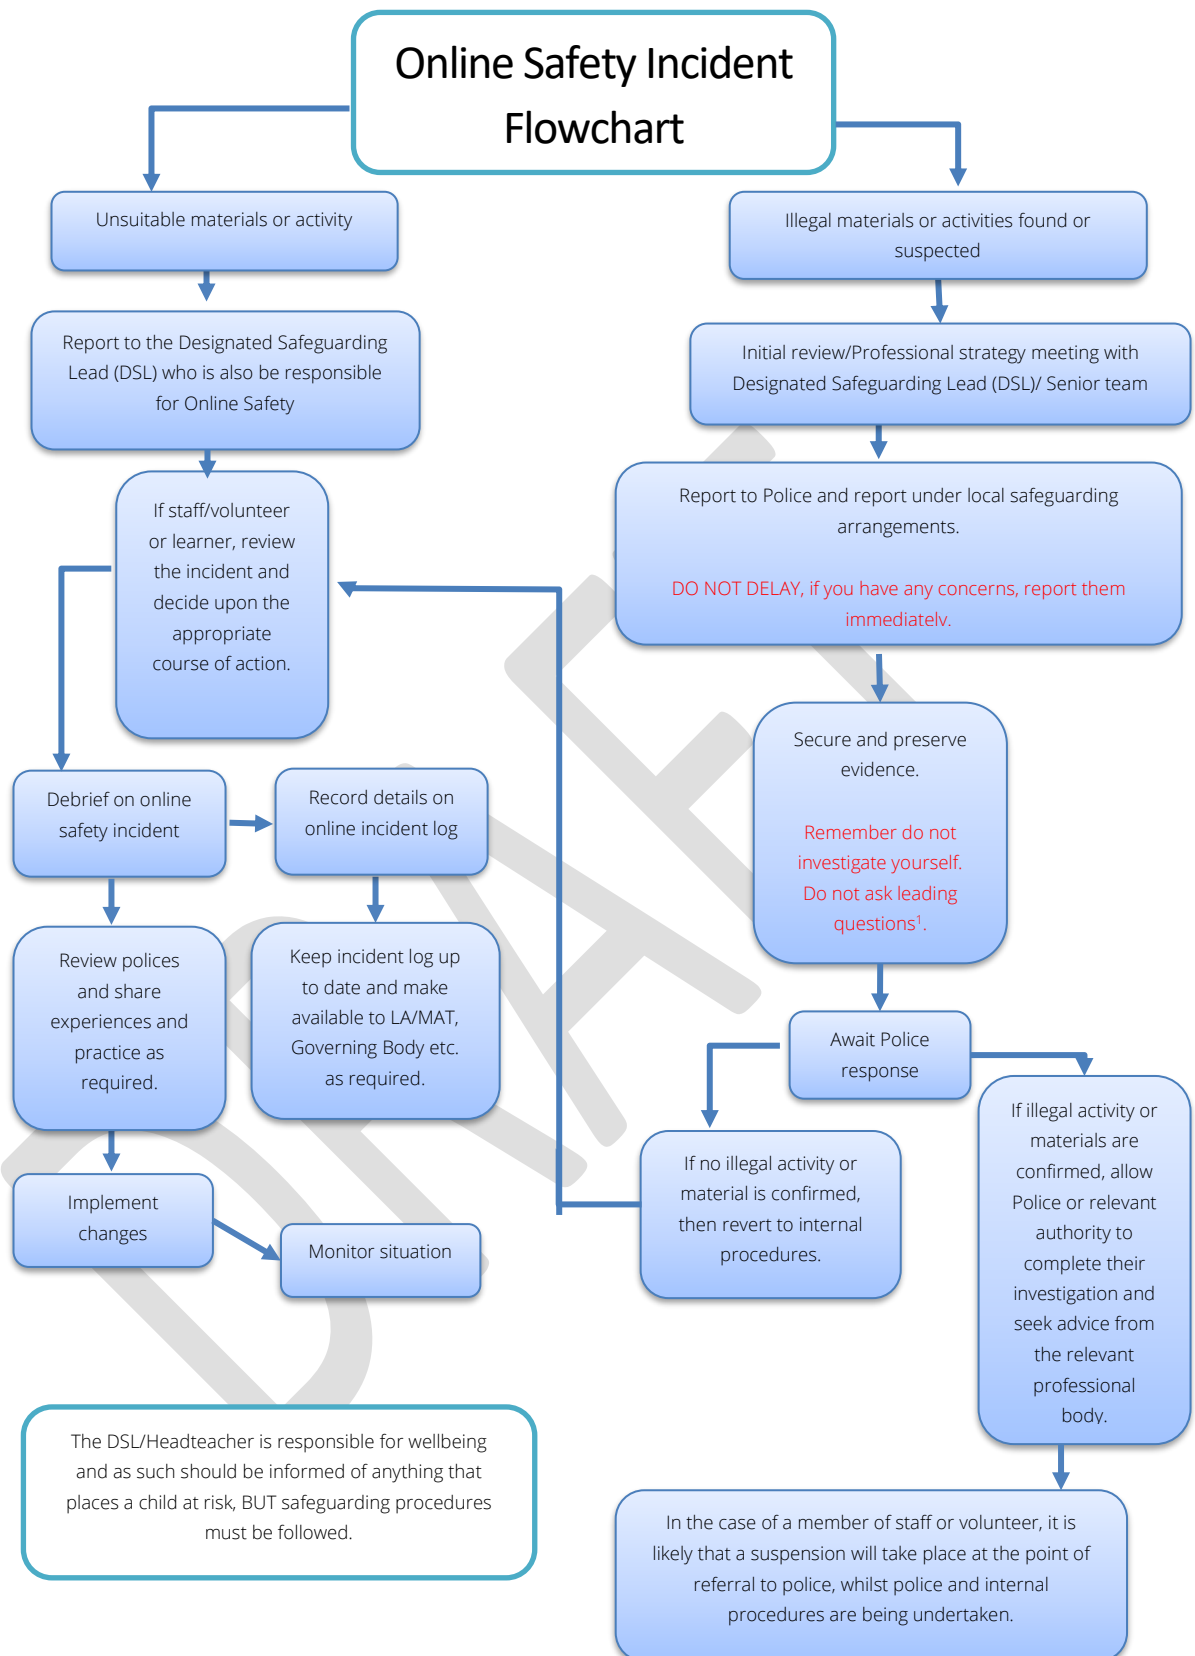 Online Safety Incident
Flowchart
Unsuitable materials or activity
Report to the Designated Safeguarding
Lead (DSL) who is also be responsible
for Online Safety
If staff/volunteer
or learner, review
the incident and
decide upon the
appropriate
course of action.
Debrief on online
safety incident
Record details on
online incident log
Review polices
and share
experiences and
practice as
required.
Keep incident log up
to date and make
available to LA/MAT,
Governing Body etc.
as required.
Implement
changes
Monitor situation
Illegal materials or activities found or
suspected
Initial review/Professional strategy meeting with
Designated Safeguarding Lead (DSL)/ Senior team
Report to Police and report under local safeguarding
arrangements.
DO NOT DELAY, if you have any concerns, report them
immediately.
Secure and preserve
evidence.
Remember do not
investigate yourself.
Do not ask leading
questions¹.
Await Police
response
If no illegal activity or
material is confirmed,
then revert to internal
procedures.
If illegal activity or
materials are
confirmed, allow
Police or relevant
authority to
complete their
investigation and
seek advice from
the relevant
professional
body.
In the case of a member of staff or volunteer, it is
likely that a suspension will take place at the point of
referral to police, whilst police and internal
procedures are being undertaken.
The DSL/Headteacher is responsible for wellbeing
and as such should be informed of anything that
places a child at risk, BUT safeguarding procedures
must be followed.
DRAFT